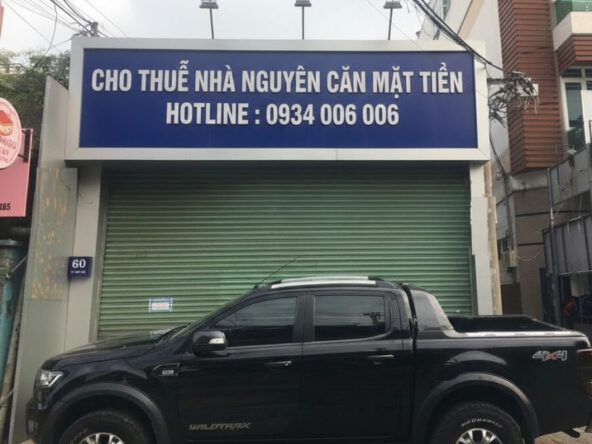 CHO THUÊ NHÀ NGUYÊN CĂN MẶT TIỀN
HOTLINE : 0934 006 006
60
WILDTRAK
4X4